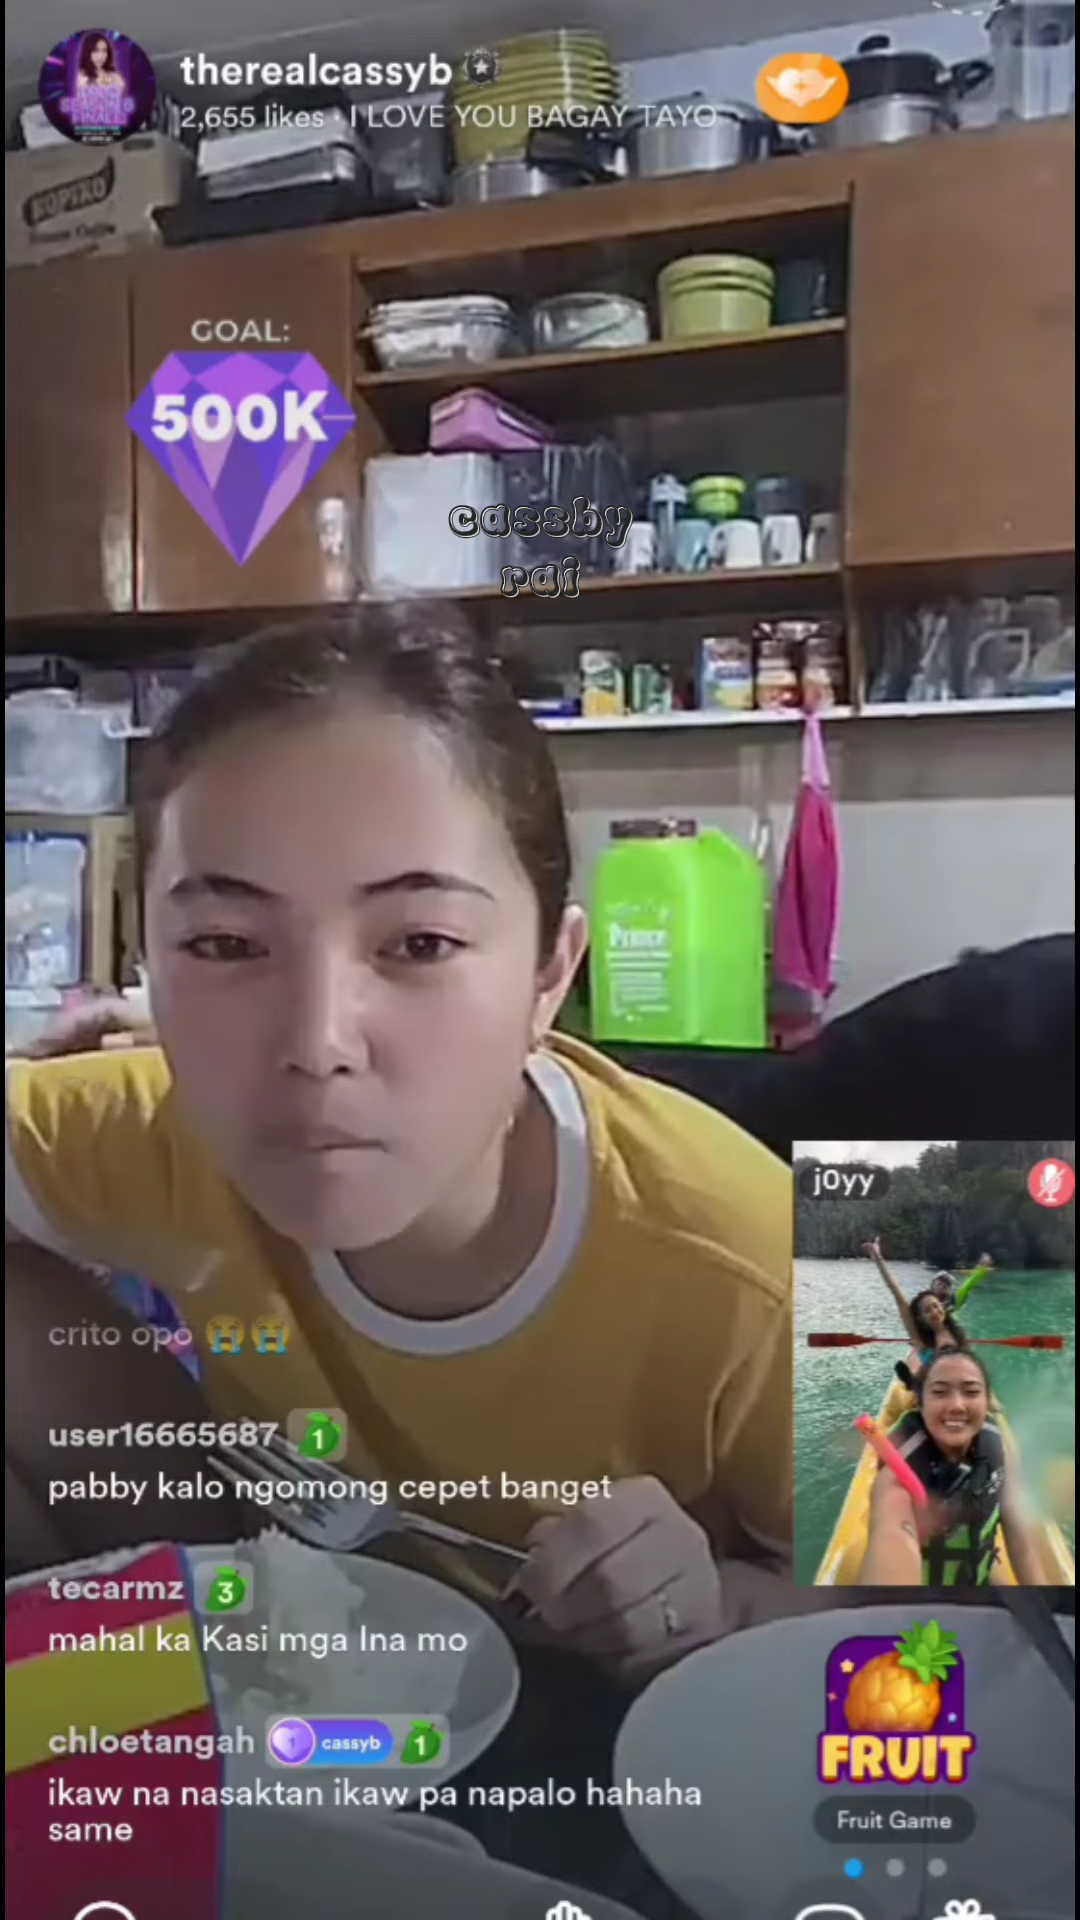 therealcassyb
2,655 likes · I LOVE YOU BAGAY TAYO
KOPIKO
GOAL:
500K
cassby
rai
Prince
j0yy
crito opo 😭😭
user16665687 1
pabby kalo ngomong cepet banget
tecarmz 3
mahal ka Kasi mga Ina mo
chloetangah 1 cassyb 1
ikaw na nasaktan ikaw pa napalo hahaha
same
FRUIT
Fruit Game